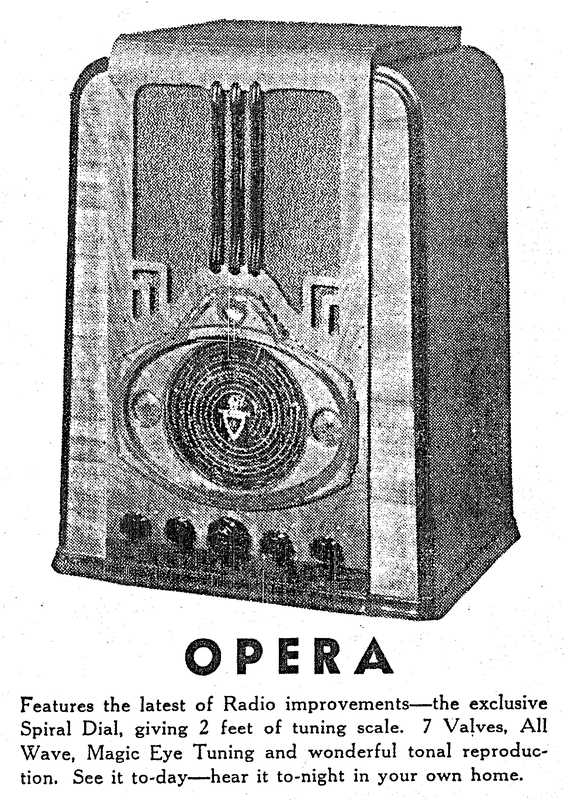 OPERA
Features the latest of Radio improvements—the exclusive
Spiral Dial, giving 2 feet of tuning scale. 7 Valves, All
Wave, Magic Eye Tuning and wonderful tonal reproduc-
tion. See it to-day—hear it to-night in your own home.